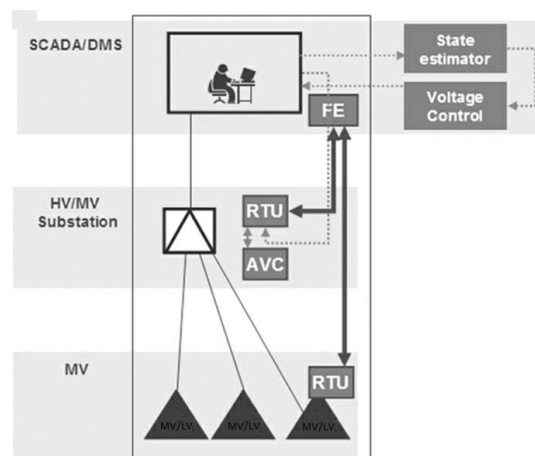 SCADA/DMS
State
estimator
Voltage
Control
FE
HV/MV
Substation
RTU
AVC
MV
RTU
MV/LV
MV/LV
MV/LV